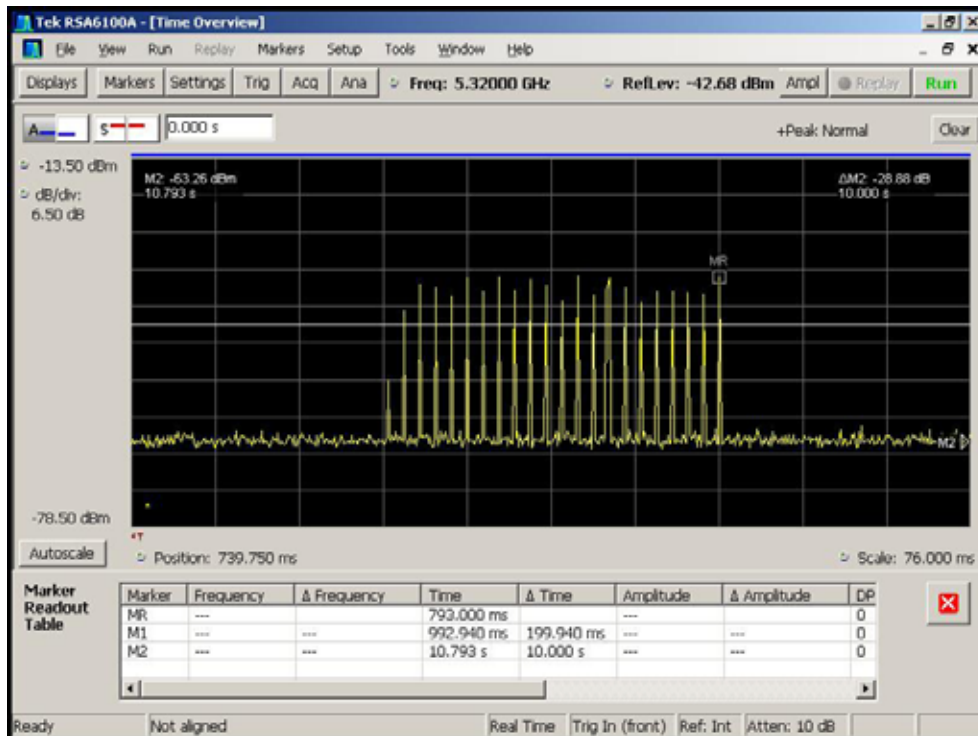 Tek RSA6100A - [Time Overview]
File View Run Replay Markers Setup Tools Window Help
Displays Markers Settings Trig Acq Ana Freq: 5.32000 GHz RefLev: -42.68 dBm Ampl Replay Run
A S 0.000 s +Peak Normal Clear
-13.50 dBm
dB/div:
6.50 dB
M2: -63.26 dBm
10.793 s
ΔM2: -28.88 dB
10.000 s
MR
M2
-78.50 dBm
T
Autoscale Position: 739.750 ms Scale: 76.000 ms
Marker
Readout
Table
Marker Frequency Δ Frequency Time Δ Time Amplitude Δ Amplitude DP
MR --- 793.000 ms --- 0
M1 --- --- 992.940 ms 199.940 ms --- --- 0
M2 --- --- 10.793 s 10.000 s --- --- 0
Ready Not aligned Real Time Trig In (front) Ref: Int Atten: 10 dB